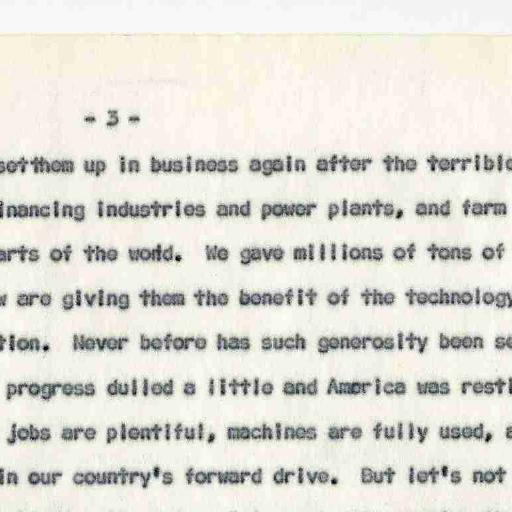 - 3 -
setthem up in business again after the terrible
inancing industries and power plants, and farm
arts of the world. We gave millions of tons of
w are giving them the benefit of the technology
tion. Never before has such generosity been se
progress dulled a little and America was rest
jobs are plentiful, machines are fully used, a
in our country's forward drive. But let's not